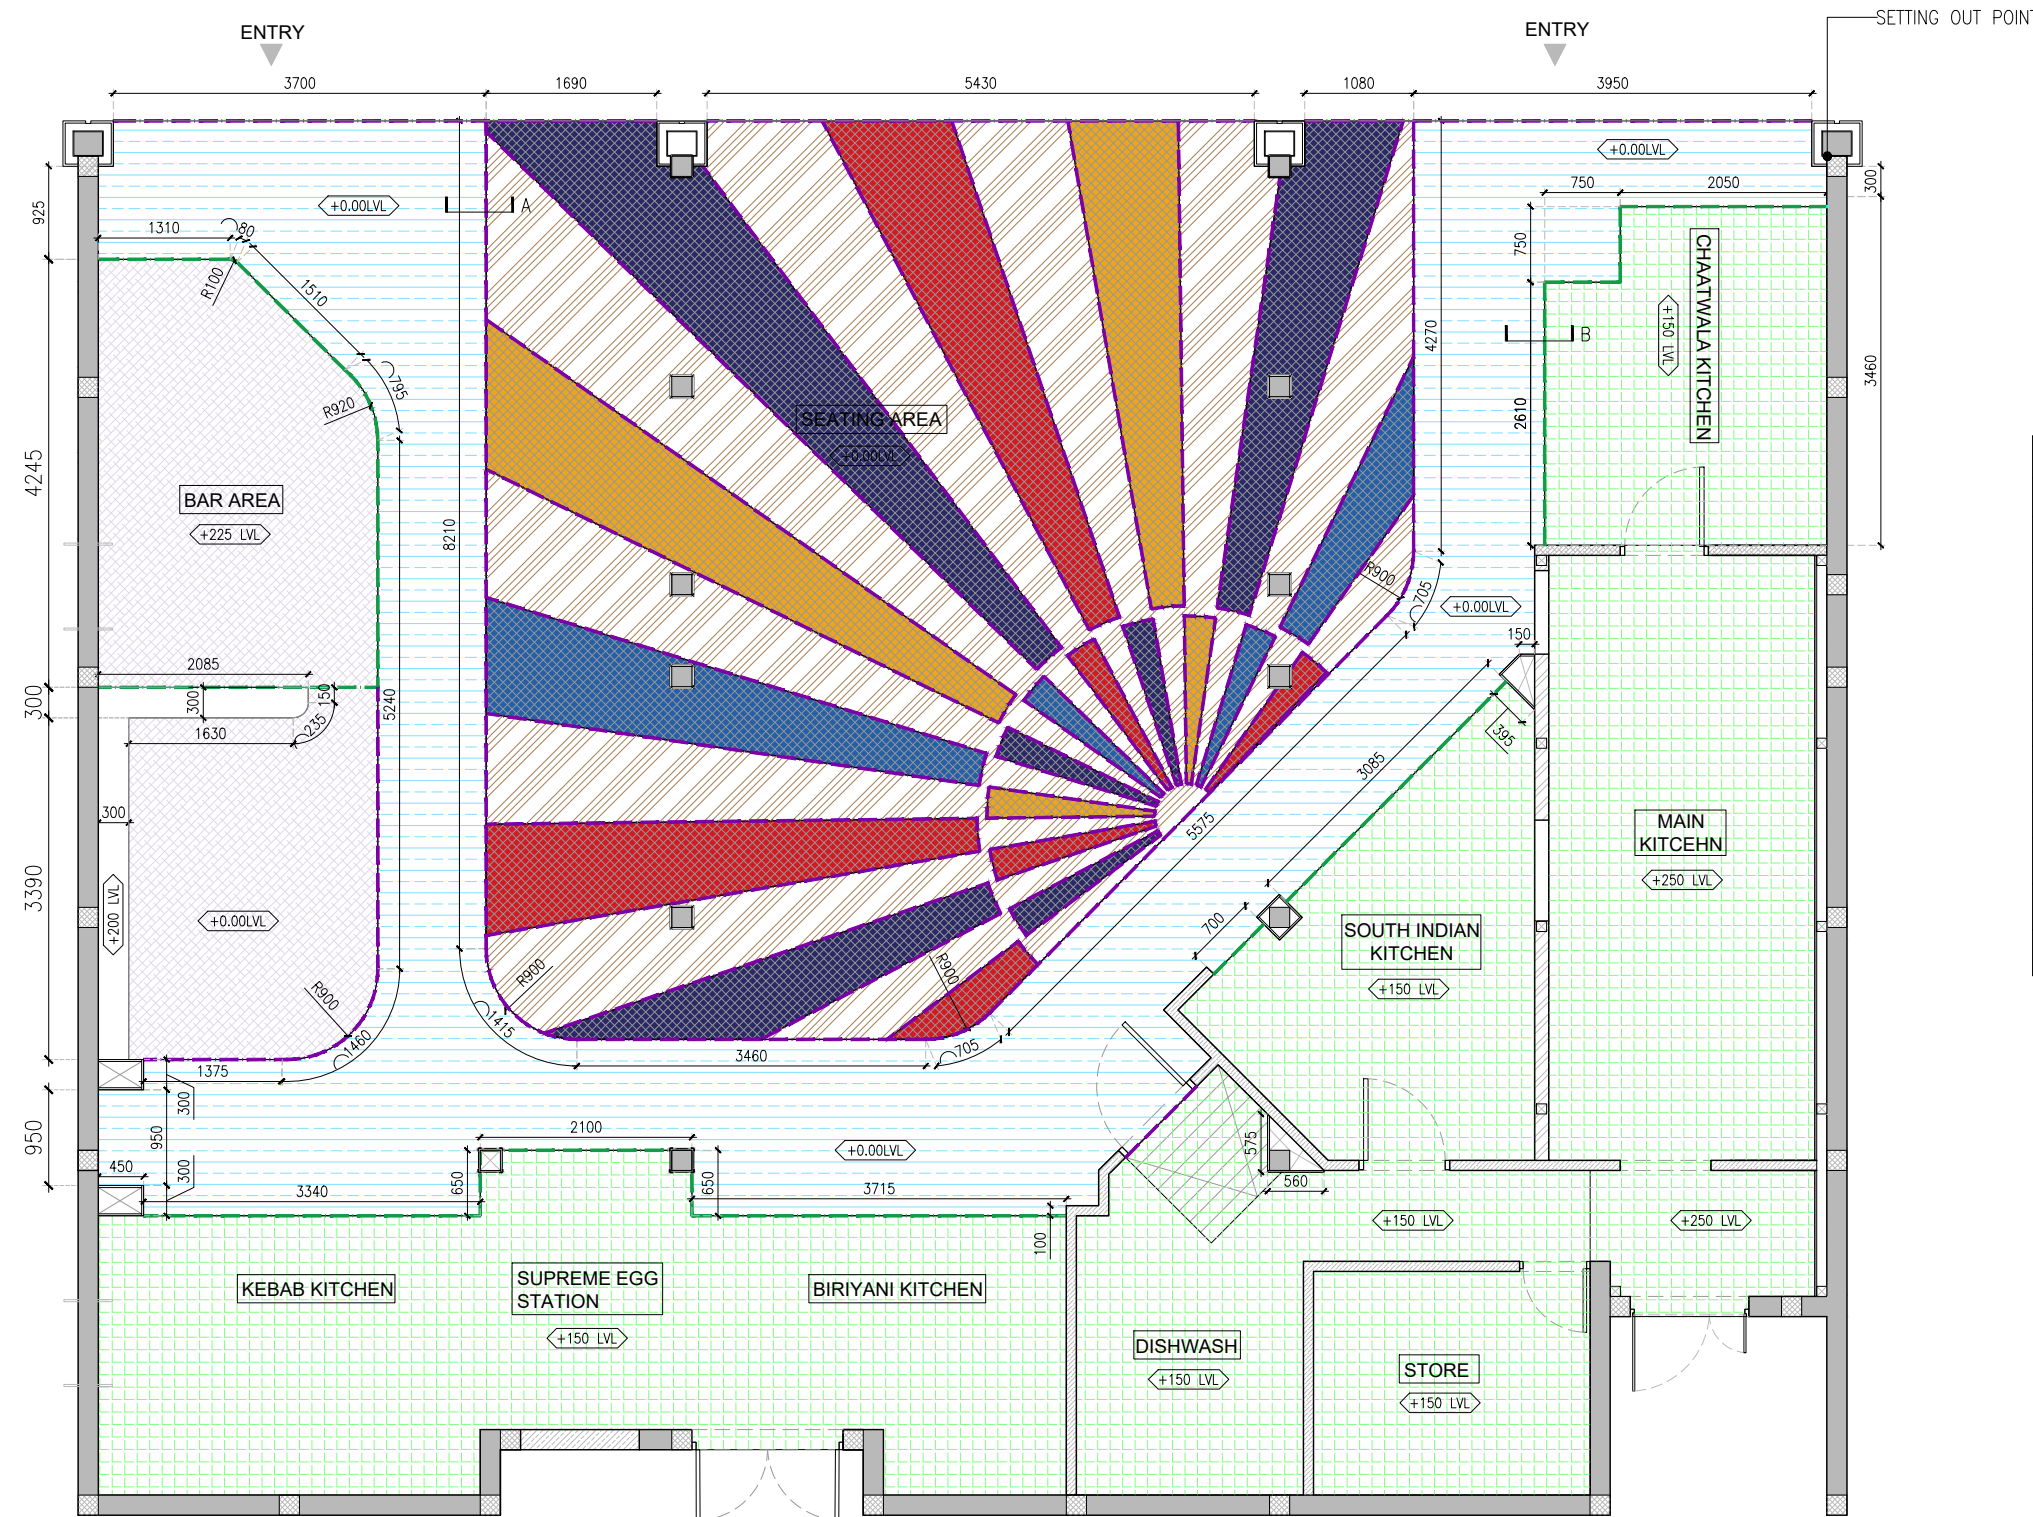 SETTING OUT POINT
ENTRY
ENTRY
3700
1690
5430
1080
3950
+0.00LVL
300
750
2050
925
+0.00LVL
A
1310
80
R100
1510
750
CHAATWALA KITCHEN
+150 LVL
4270
B
3460
795
R920
2610
SEATING AREA
+0.00LVL
4245
BAR AREA
+225 LVL
8210
R900
705
+0.00LVL
150
2085
300
300
150
5240
1630
235
395
3085
300
5575
MAIN
KITCEHN
+250 LVL
3390
+200 LVL
+0.00LVL
700
SOUTH INDIAN
KITCHEN
+150 LVL
R900
R900
R900
1415
1460
705
3460
1375
300
950
950
300
450
2100
+0.00LVL
575
560
3340
650
650
3715
100
+150 LVL
+250 LVL
KEBAB KITCHEN
SUPREME EGG
STATION
BIRIYANI KITCHEN
+150 LVL
DISHWASH
+150 LVL
STORE
+150 LVL